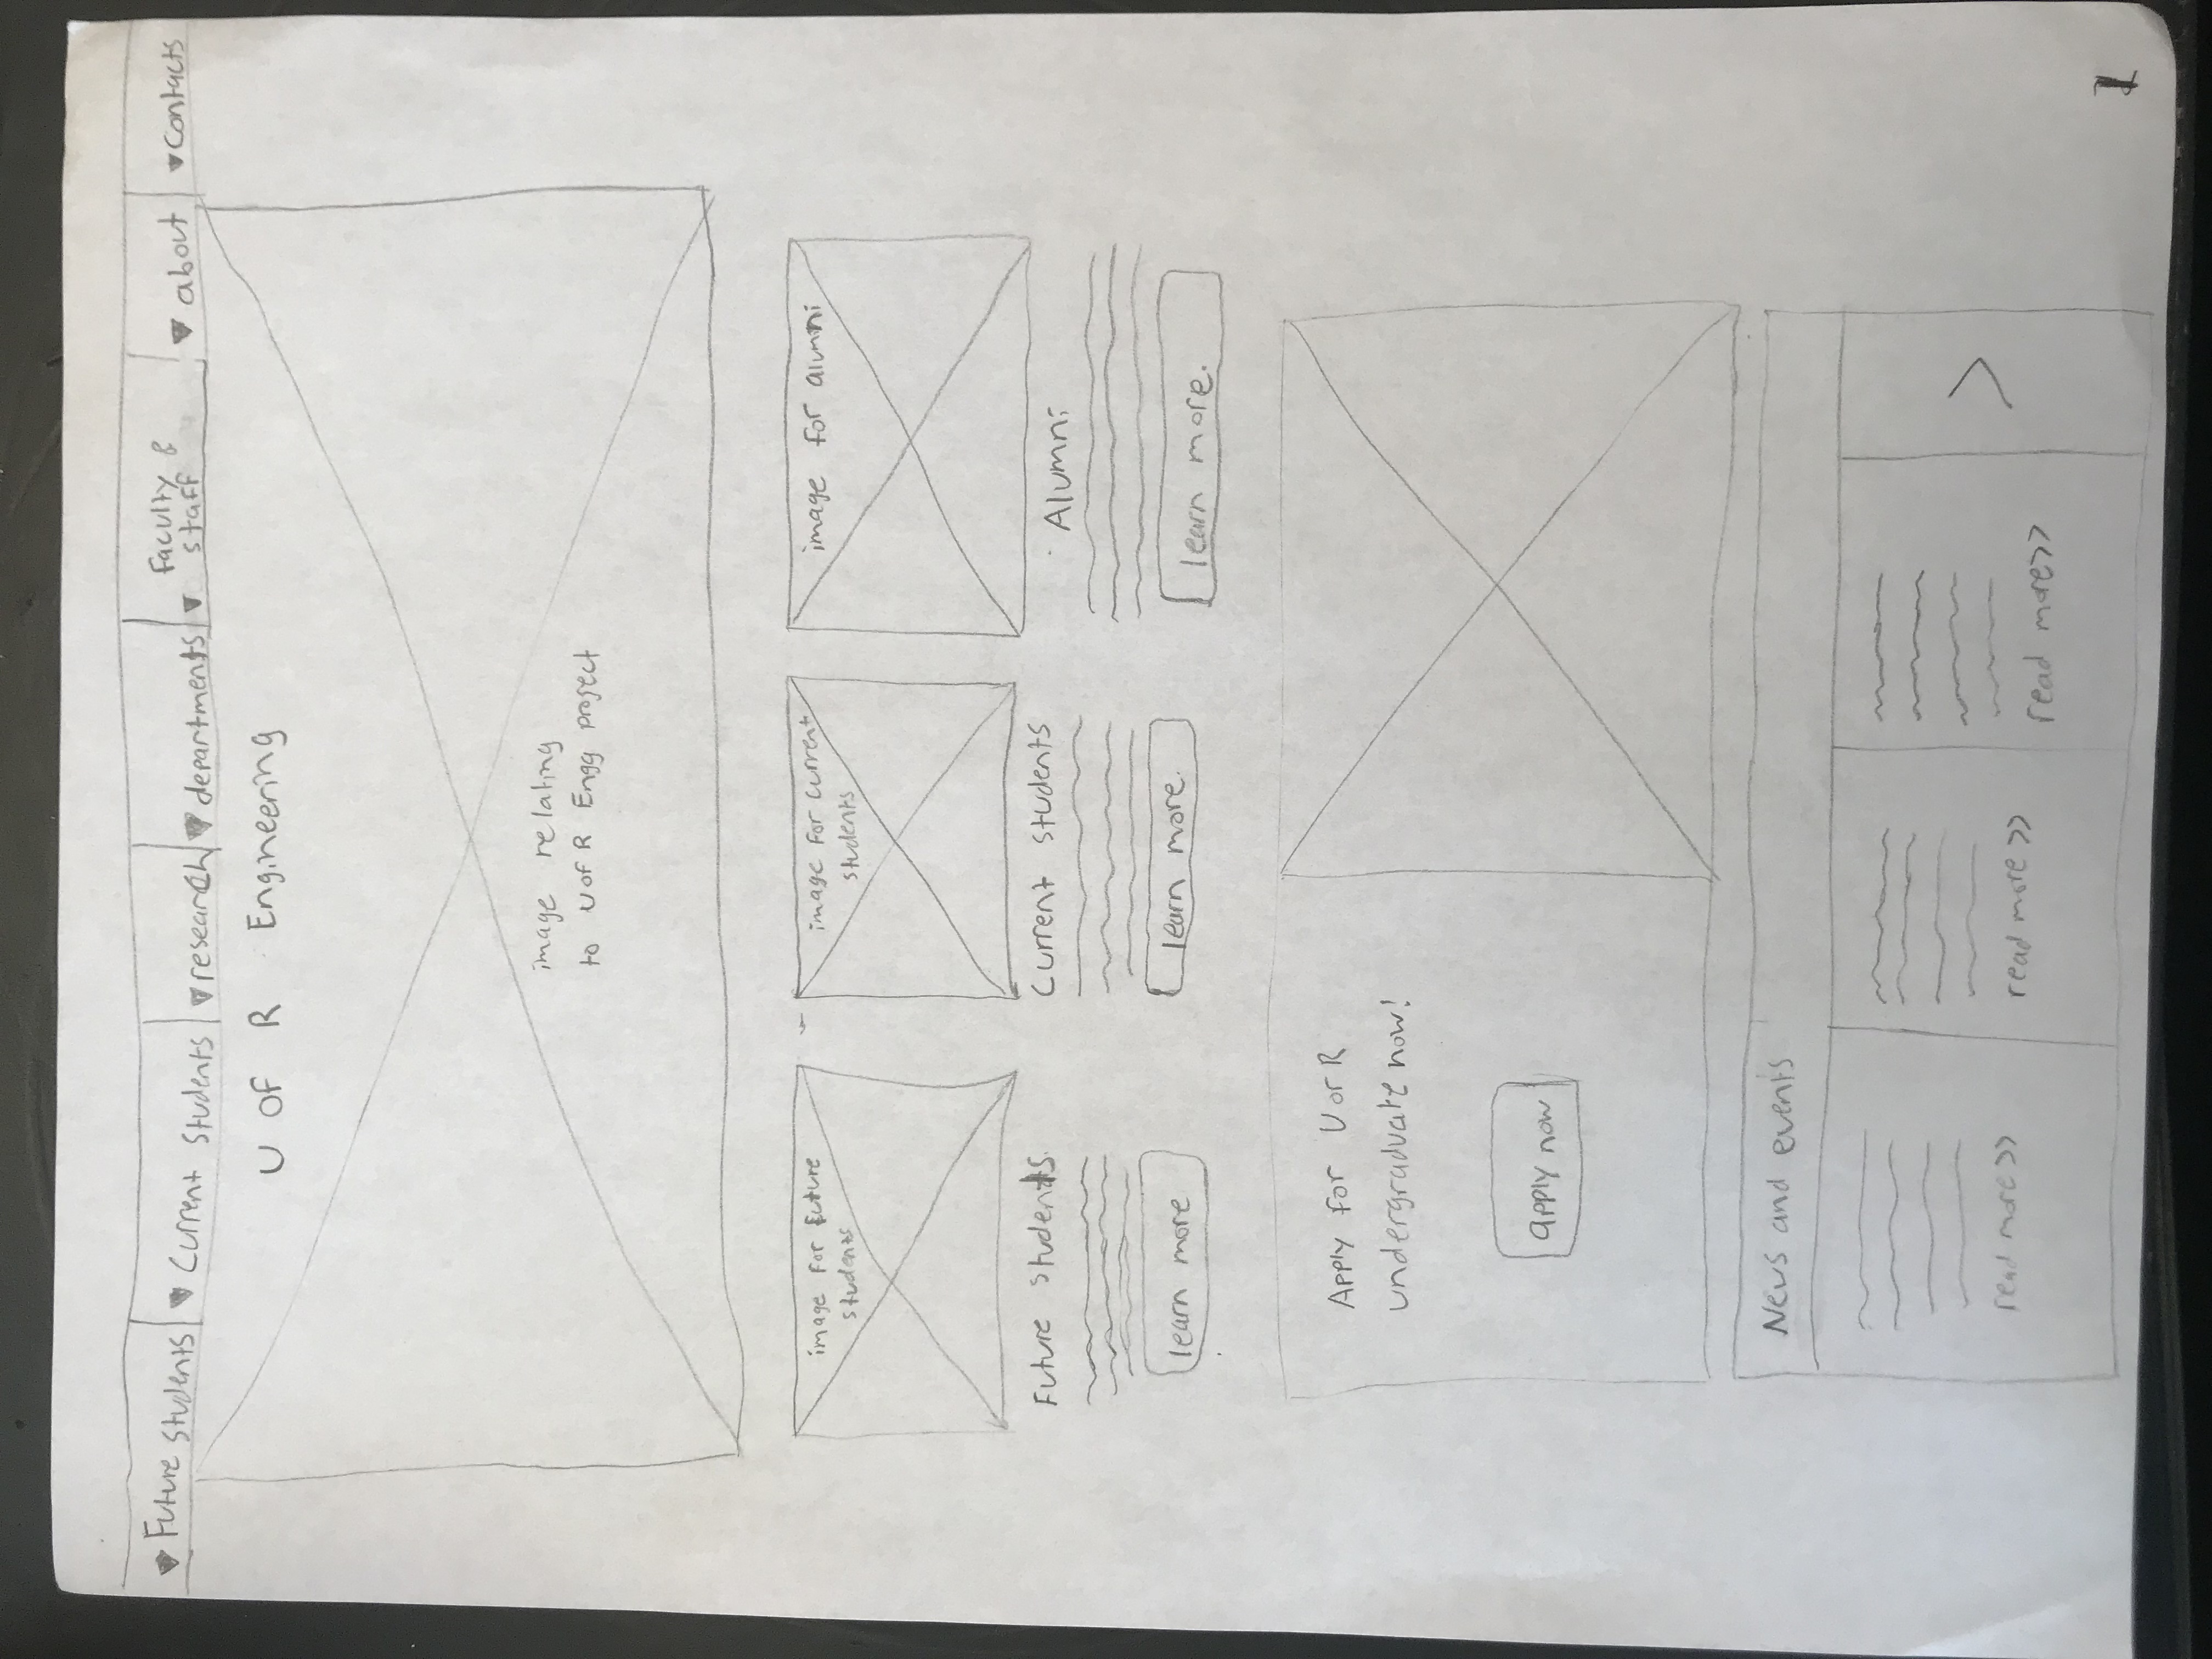 ▼ Future Students
▼ Current Students
▼ research
▼ departments
▼ Faculty & staff
▼ about
▼ contacts
U of R Engineering
image relating
to U of R Engg project
image for future
students
image for current
students
image for alumni
Future students
Current students
Alumni
learn more
learn more.
learn more.
Apply for U of R
undergraduate now!
apply now
News and events
read more >>
read more >>
read more >>
>
1